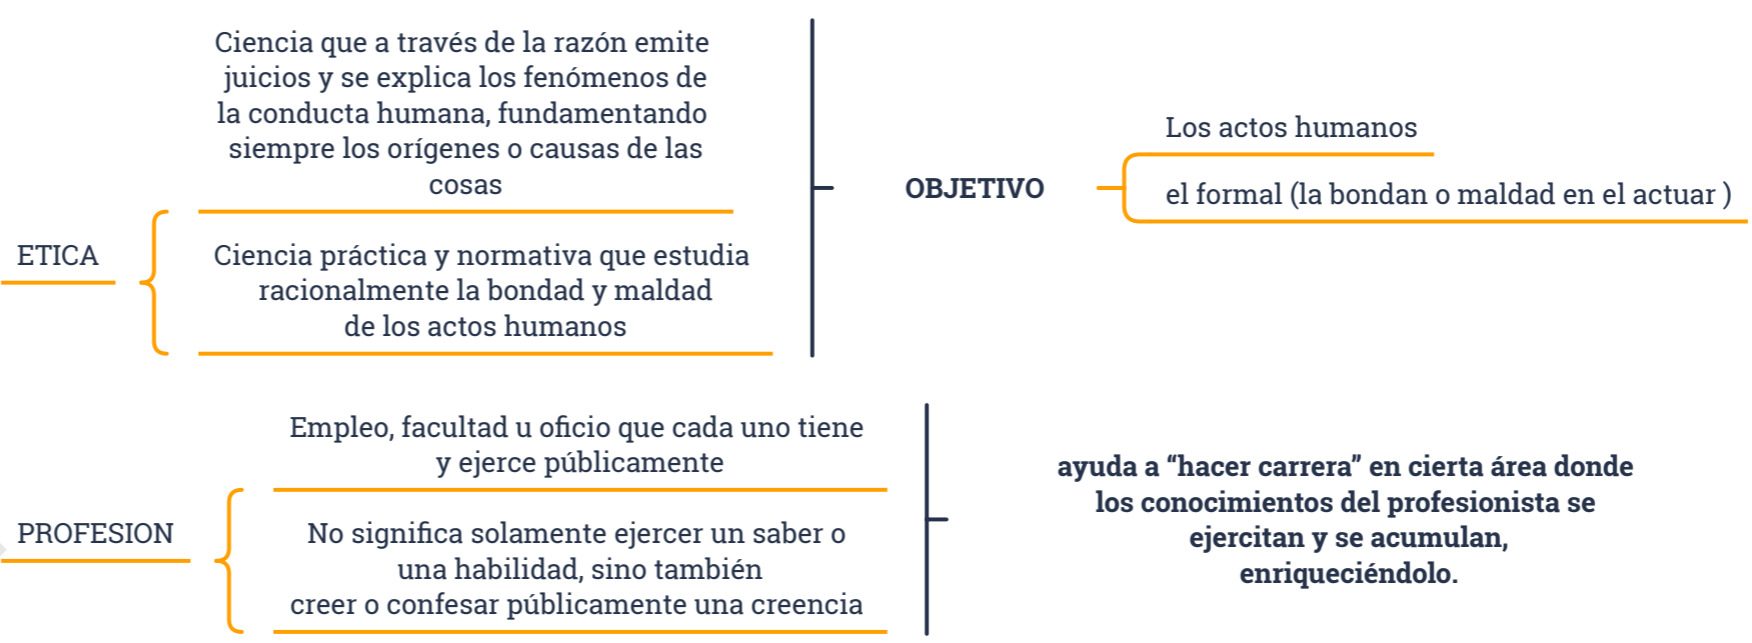 ETICA
Ciencia que a través de la razón emite
juicios y se explica los fenómenos de
la conducta humana, fundamentando
siempre los orígenes o causas de las
cosas
Ciencia práctica y normativa que estudia
racionalmente la bondad y maldad
de los actos humanos
OBJETIVO
Los actos humanos
el formal (la bondan o maldad en el actuar )
PROFESION
Empleo, facultad u oficio que cada uno tiene
y ejerce públicamente
No significa solamente ejercer un saber o
una habilidad, sino también
creer o confesar públicamente una creencia
ayuda a “hacer carrera” en cierta área donde
los conocimientos del profesionista se
ejercitan y se acumulan,
enriqueciéndolo.